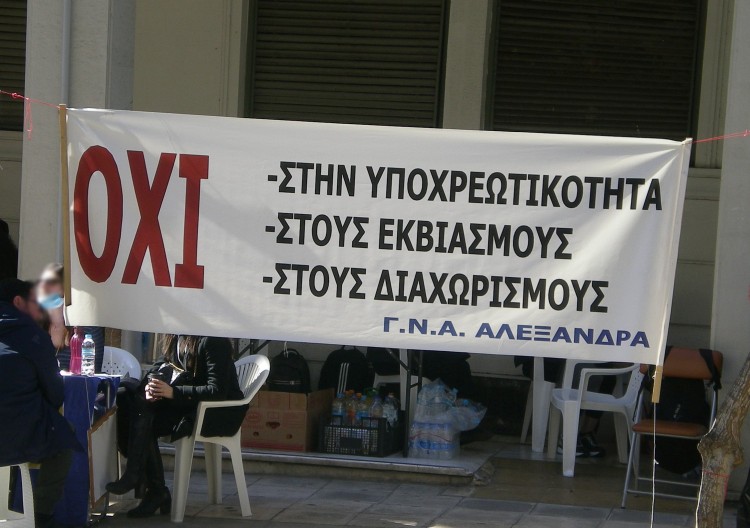 ΟΧΙ
-ΣΤΗΝ ΥΠΟΧΡΕΩΤΙΚΟΤΗΤΑ
-ΣΤΟΥΣ ΕΚΒΙΑΣΜΟΥΣ
-ΣΤΟΥΣ ΔΙΑΧΩΡΙΣΜΟΥΣ
Γ.Ν.Α. ΑΛΕΞΑΝΔΡΑ